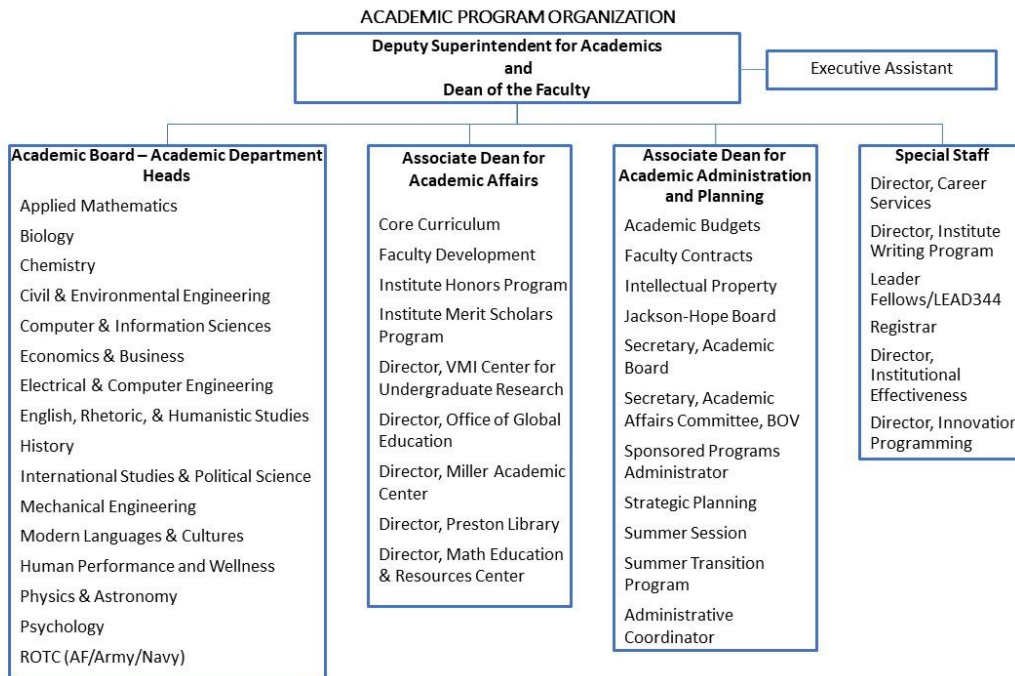 ACADEMIC PROGRAM ORGANIZATION
Deputy Superintendent for Academics
and
Dean of the Faculty
Executive Assistant
Academic Board – Academic Department
Heads
Applied Mathematics
Biology
Chemistry
Civil & Environmental Engineering
Computer & Information Sciences
Economics & Business
Electrical & Computer Engineering
English, Rhetoric, & Humanistic Studies
History
International Studies & Political Science
Mechanical Engineering
Modern Languages & Cultures
Human Performance and Wellness
Physics & Astronomy
Psychology
ROTC (AF/Army/Navy)
Associate Dean for
Academic Affairs
Core Curriculum
Faculty Development
Institute Honors Program
Institute Merit Scholars
Program
Director, VMI Center for
Undergraduate Research
Director, Office of Global
Education
Director, Miller Academic
Center
Director, Preston Library
Director, Math Education
& Resources Center
Associate Dean for
Academic Administration
and Planning
Academic Budgets
Faculty Contracts
Intellectual Property
Jackson-Hope Board
Secretary, Academic
Board
Secretary, Academic
Affairs Committee, BOV
Sponsored Programs
Administrator
Strategic Planning
Summer Session
Summer Transition
Program
Administrative
Coordinator
Special Staff
Director, Career
Services
Director, Institute
Writing Program
Leader
Fellows/LEAD344
Registrar
Director,
Institutional
Effectiveness
Director, Innovation
Programming